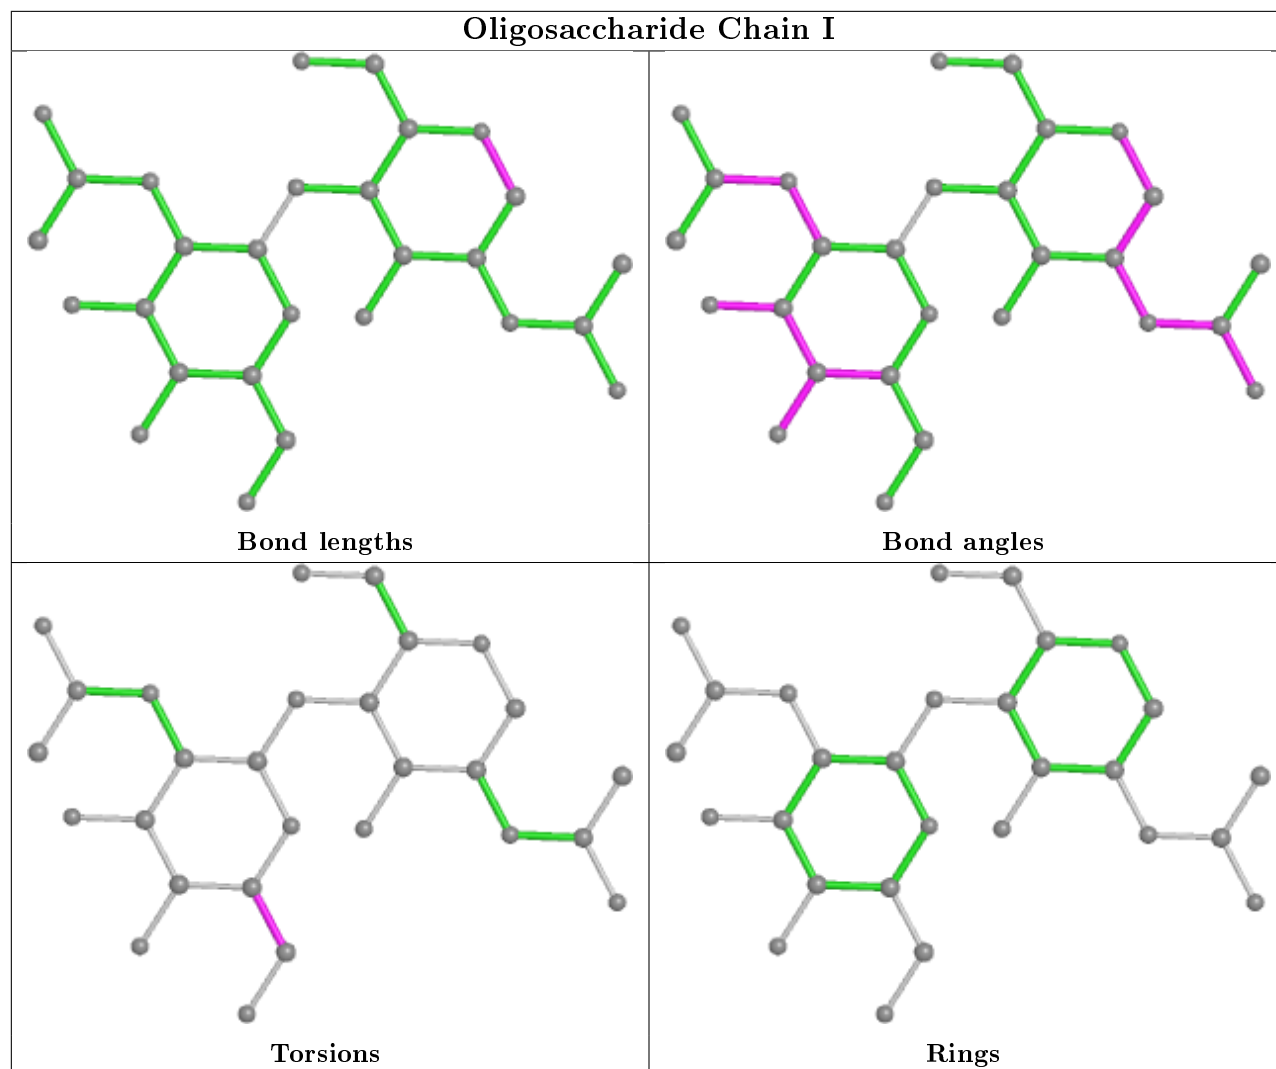 Oligosaccharide Chain I
Bond lengths
Bond angles
Torsions
Rings